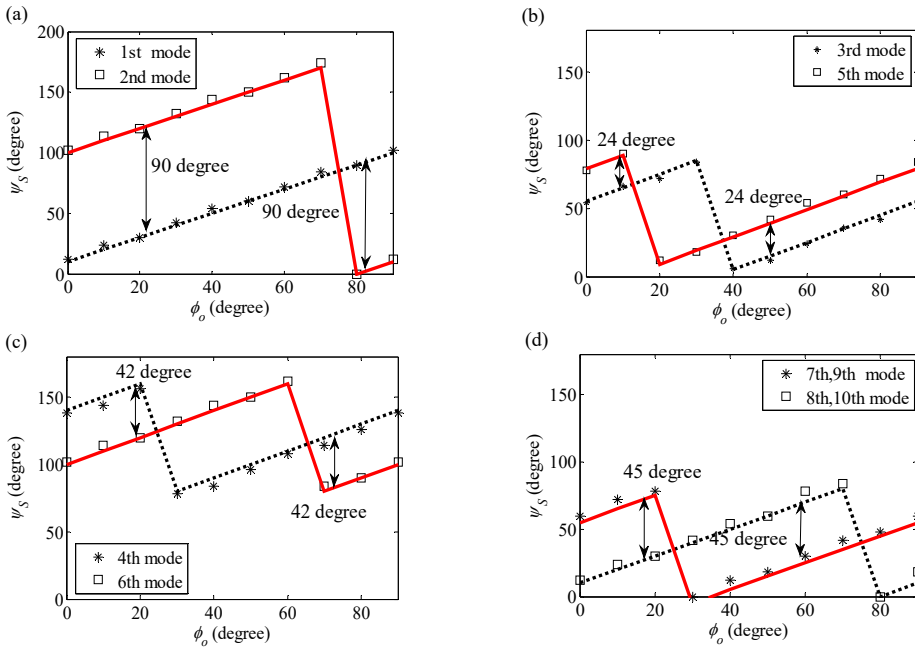 (a)
200
150
100
50
0
ψS (degree)
1st mode
2nd mode
90 degree
90 degree
0 20 40 60 80
ϕo (degree)
(b)
150
100
50
0
ψS (degree)
3rd mode
5th mode
24 degree
24 degree
0 20 40 60 80
ϕo (degree)
(c)
150
100
50
0
ψS (degree)
42 degree
42 degree
4th mode
6th mode
0 20 40 60 80
ϕo (degree)
(d)
150
100
50
0
ψS (degree)
7th,9th mode
8th,10th mode
45 degree
45 degree
0 20 40 60 80
ϕo (degree)